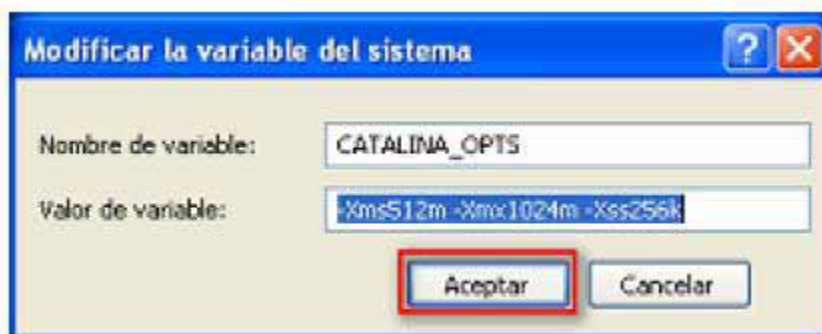 Modificar la variable del sistema
Nombre de variable: CATALINA_OPTS
Valor de variable: -Xms512m -Xmx1024m -Xss256k
Aceptar Cancelar